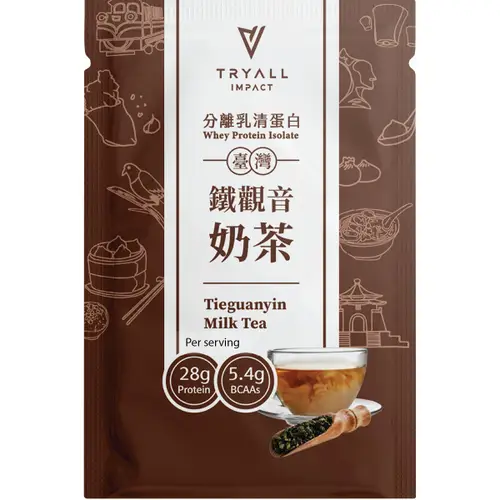 TRYALL
IMPACT
分離乳清蛋白
Whey Protein Isolate
臺灣
鐵觀音
奶茶
Tieguanyin
Milk Tea
Per serving
28g
Protein
5.4g
BCAAs